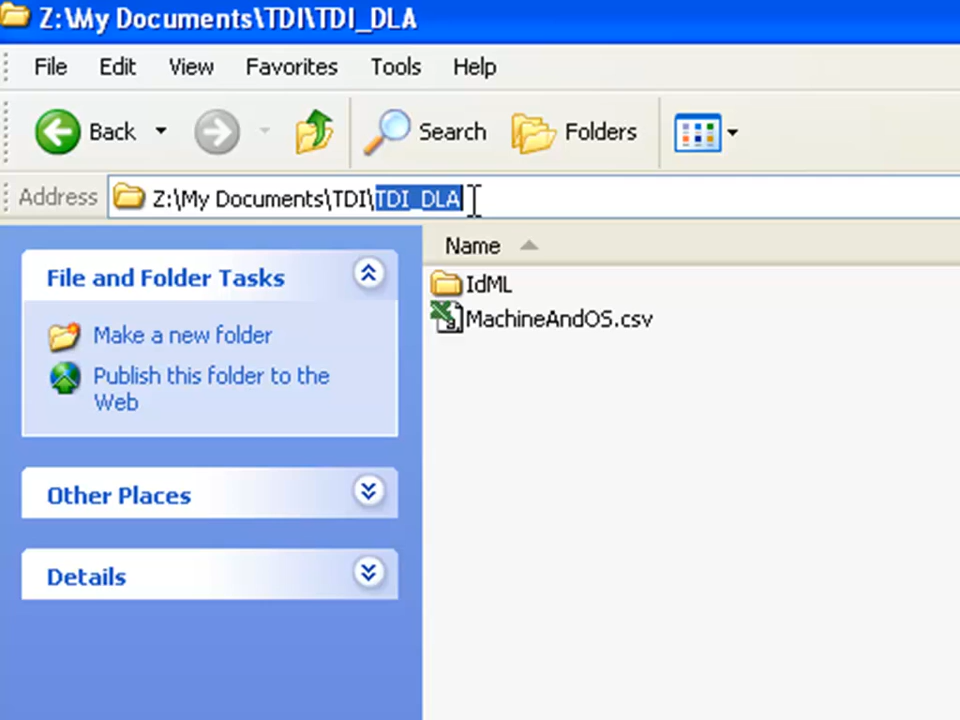 Z:\My Documents\TDI\TDI_DLA
File Edit View Favorites Tools Help
Back Search Folders
Address Z:\My Documents\TDI\TDI_DLA
File and Folder Tasks
Make a new folder
Publish this folder to the
Web
Other Places
Details
Name
IdML
MachineAndOS.csv